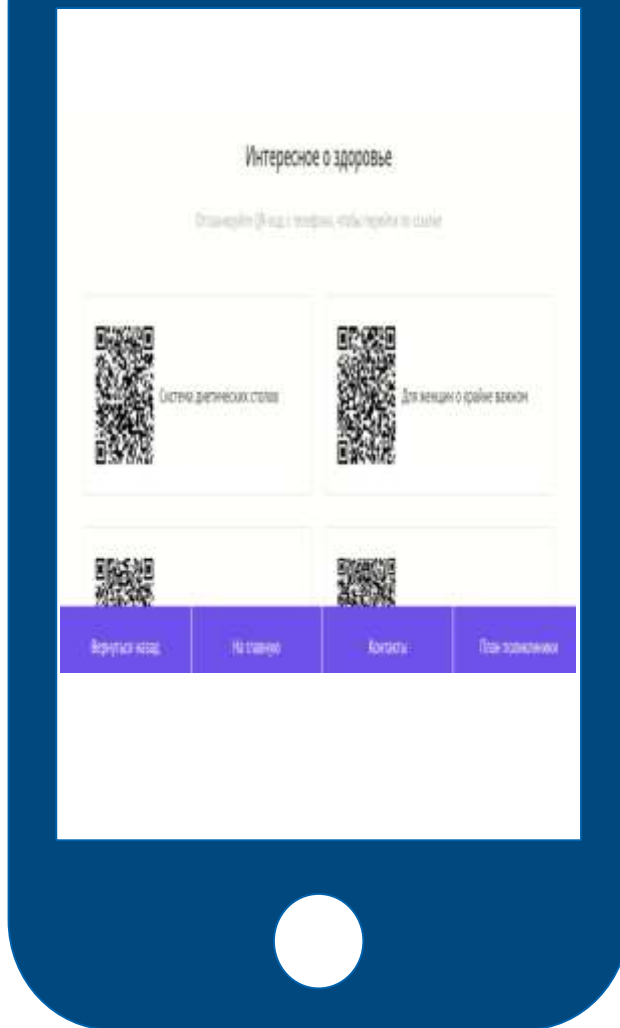 Интересное о здоровье
Отсканируйте QR-код с телефона, чтобы перейти по ссылке
Система диетических столов
Для женщин о крайне важном
Вернуться назад
На главную
Контакты
План поликлиники